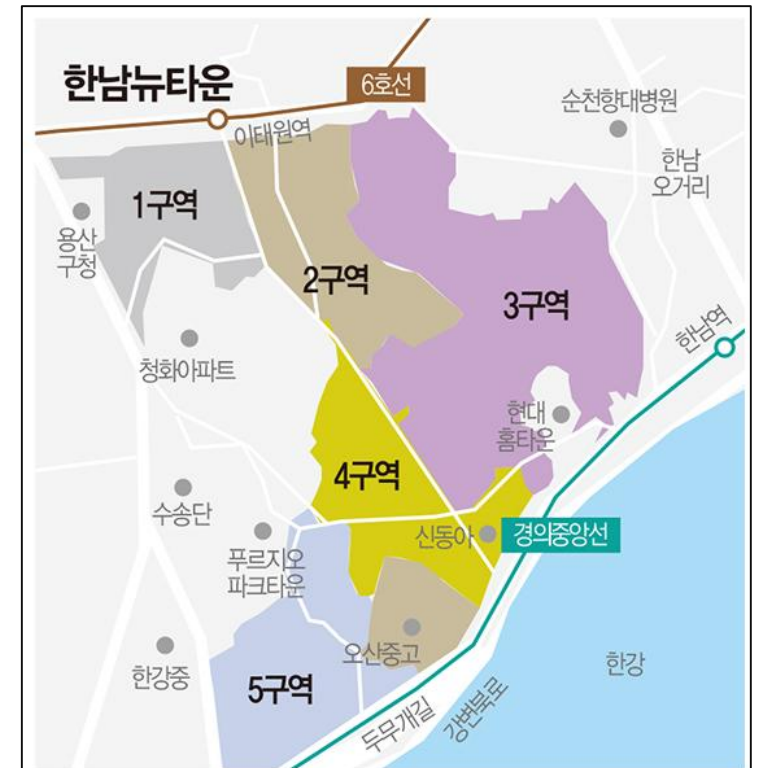 한남뉴타운
6호선
이태원역
순천향대병원
한남
오거리
1구역
용산
구청
2구역
3구역
한남역
청화아파트
현대
홈타운
4구역
수송단
신동아
경의중앙선
푸르지오
파크타운
오산중고
한강중
한강
5구역
두무개길
강변북로